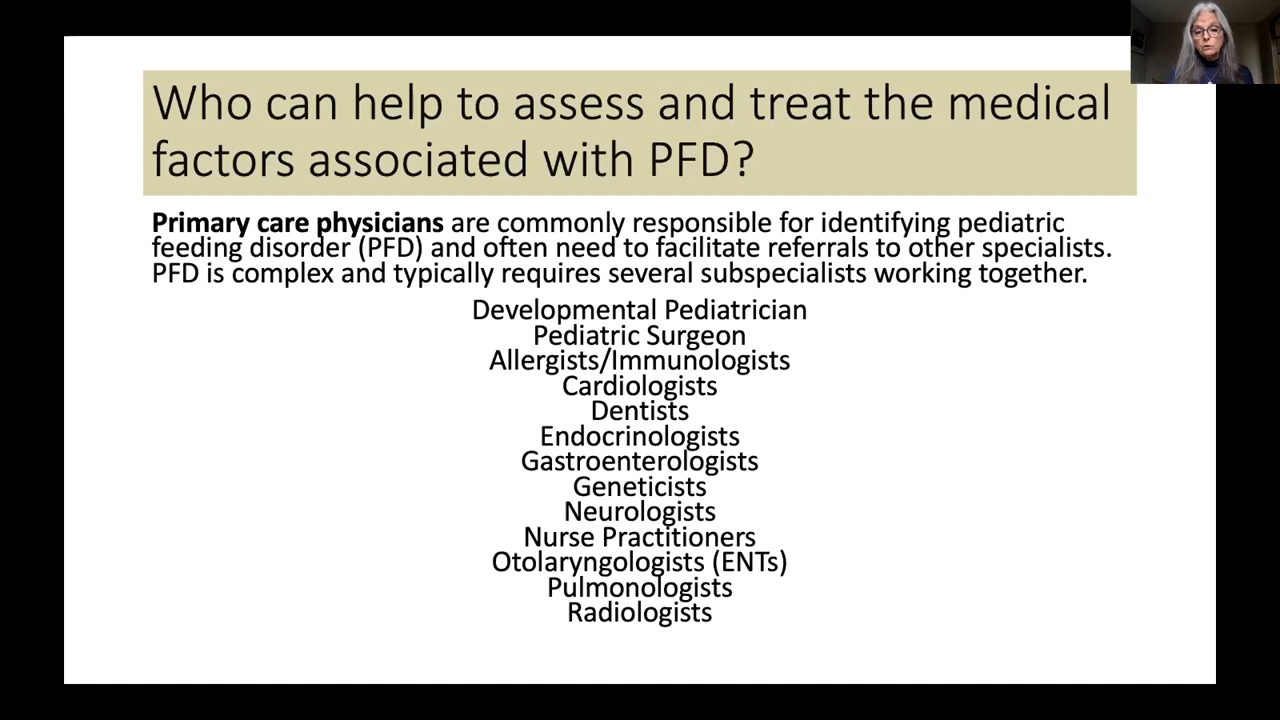 Who can help to assess and treat the medical
factors associated with PFD?
Primary care physicians are commonly responsible for identifying pediatric
feeding disorder (PFD) and often need to facilitate referrals to other specialists.
PFD is complex and typically requires several subspecialists working together.
Developmental Pediatrician
Pediatric Surgeon
Allergists/Immunologists
Cardiologists
Dentists
Endocrinologists
Gastroenterologists
Geneticists
Neurologists
Nurse Practitioners
Otolaryngologists (ENTs)
Pulmonologists
Radiologists